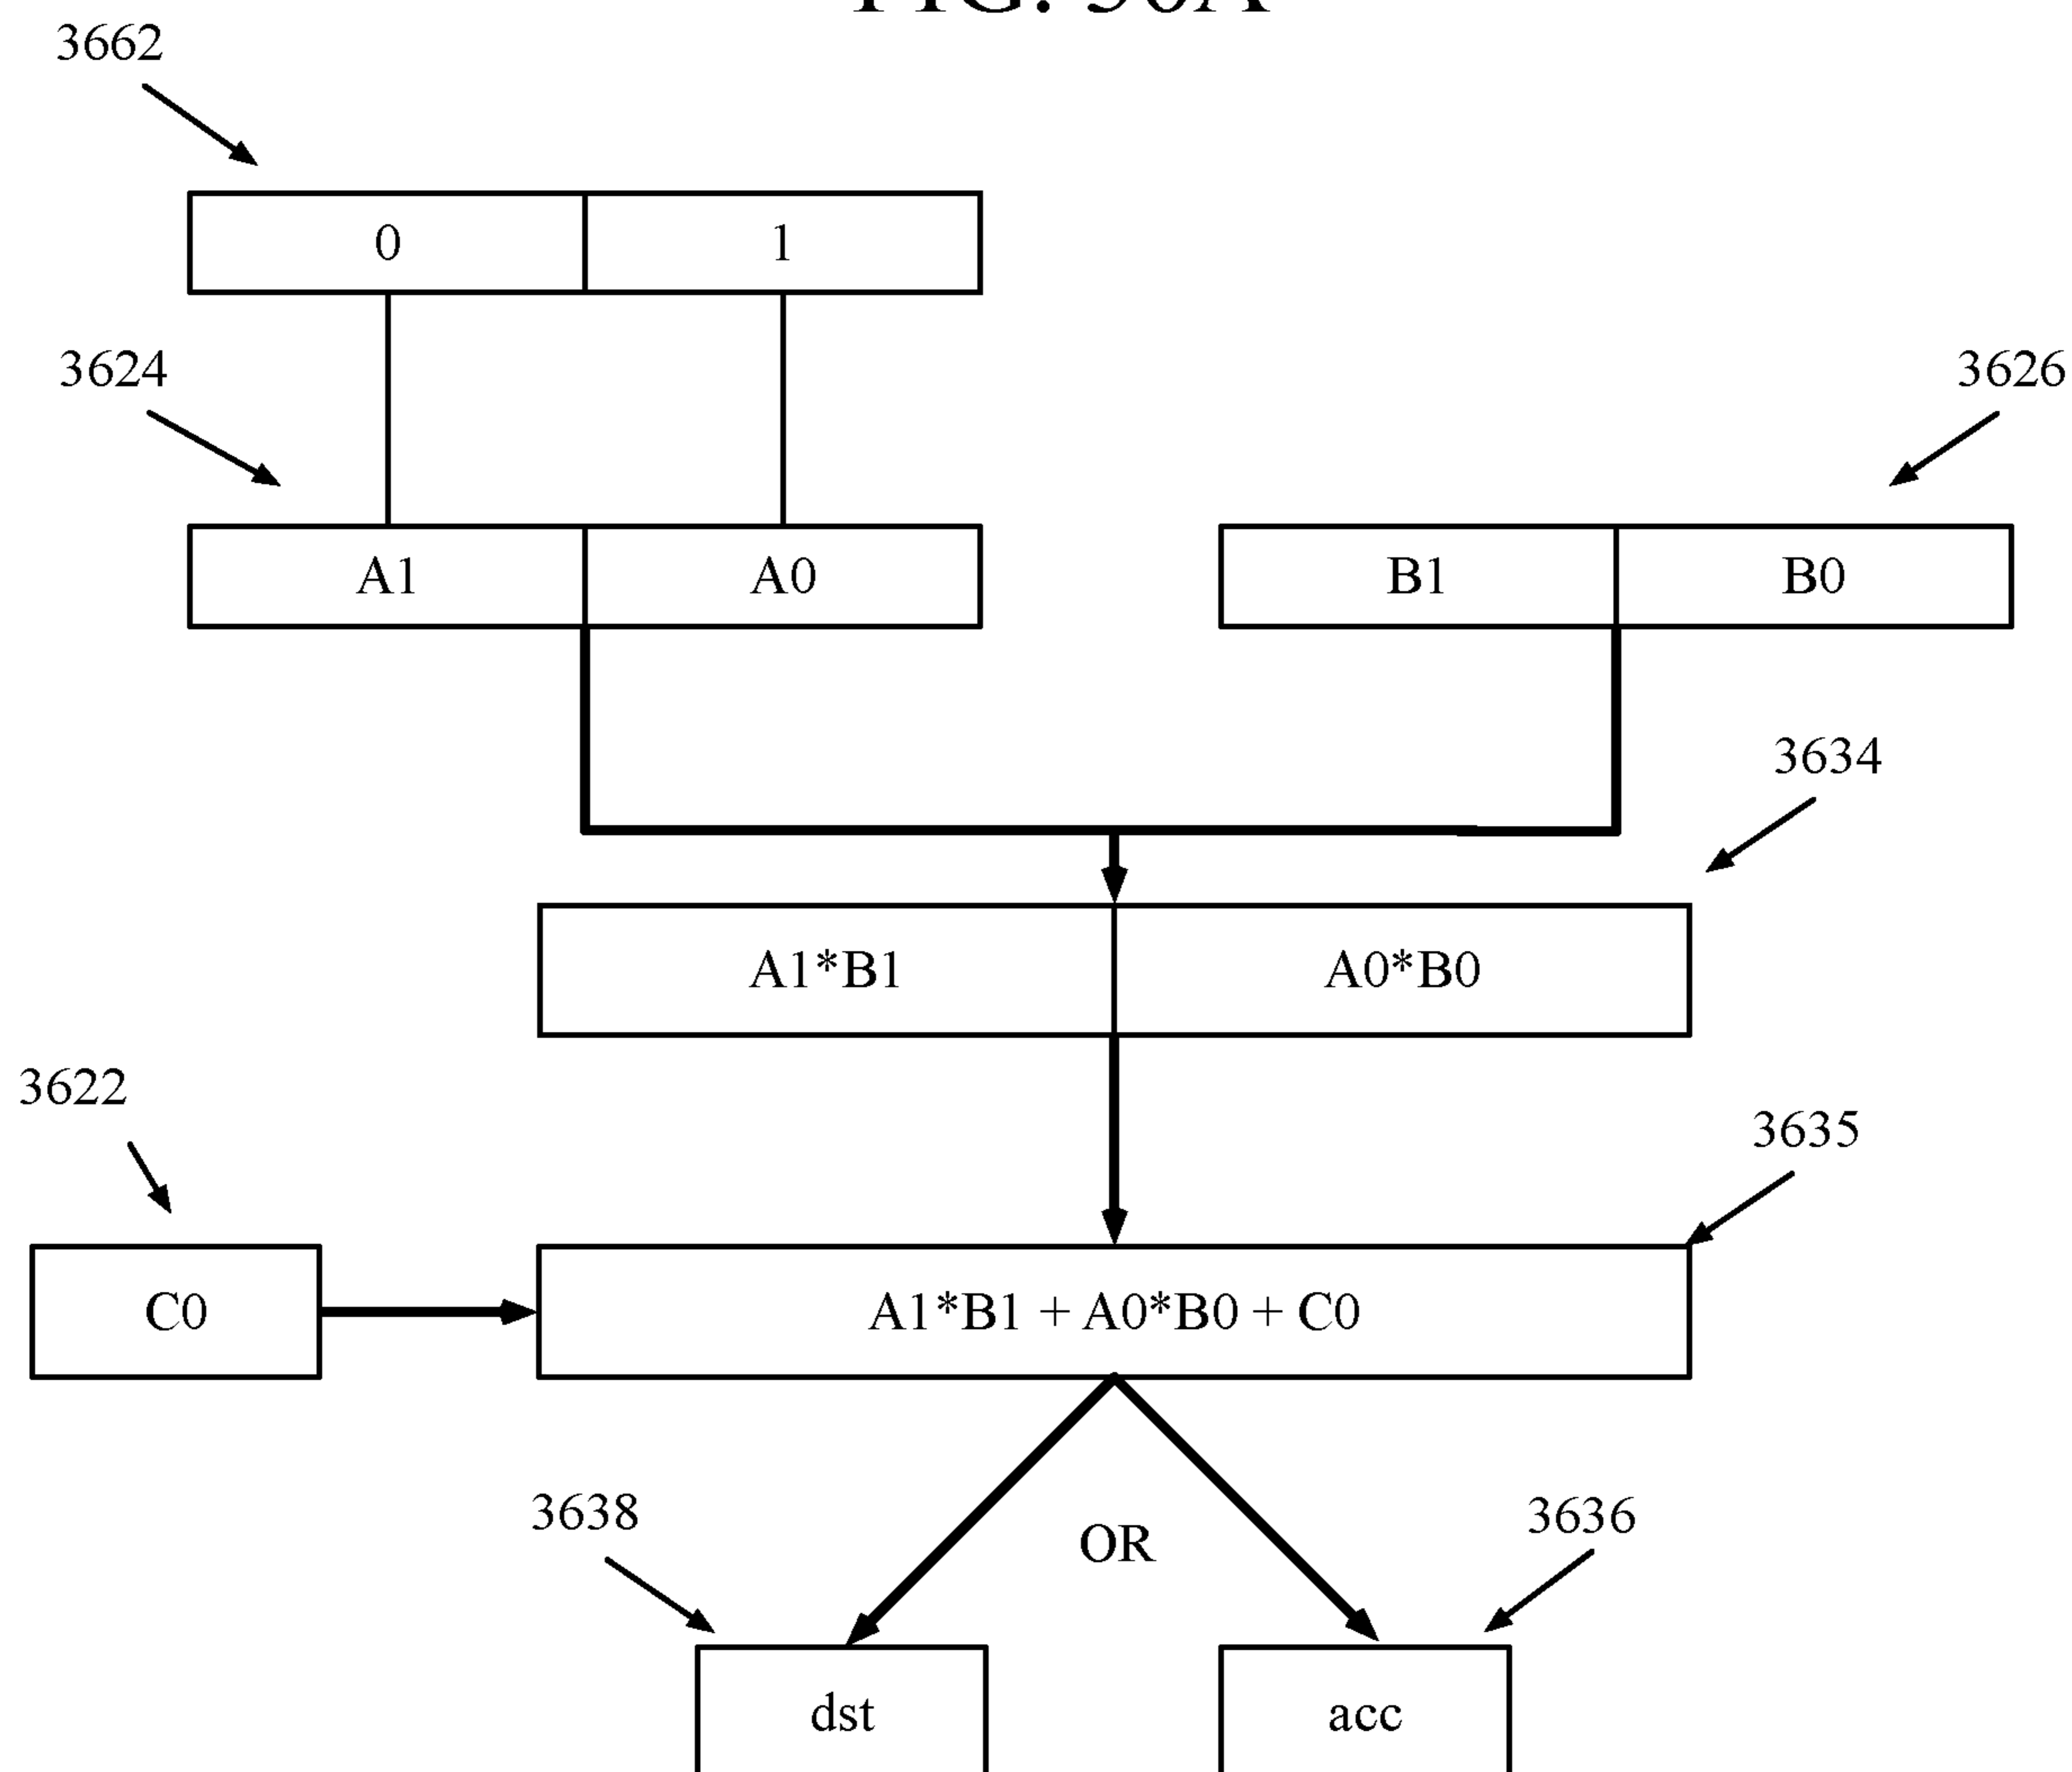 3662
0 1
3624 3626
A1 A0 B1 B0
3634
A1*B1 A0*B0
3622
3635
C0 A1*B1 + A0*B0 + C0
3638 OR 3636
dst acc